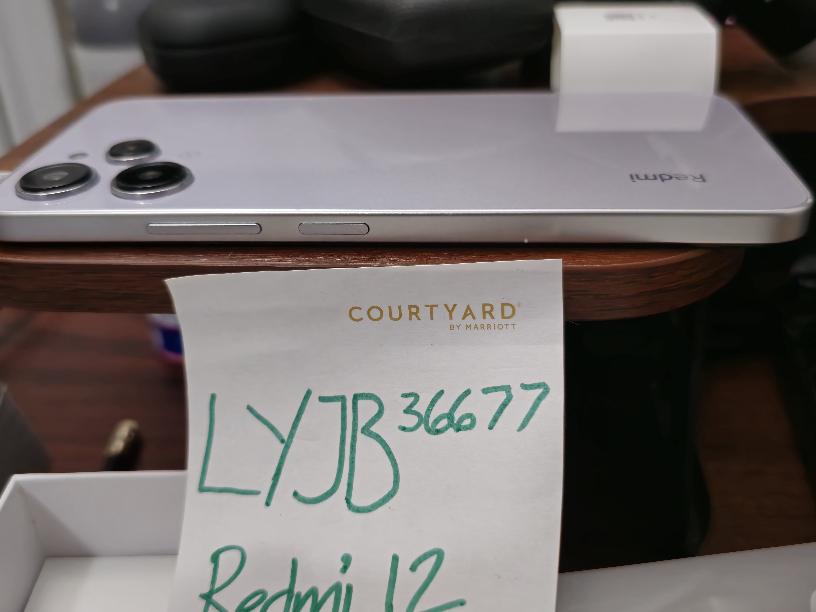 Redmi
COURTYARD®
BY MARRIOTT
LYJB36677
Redmi 12